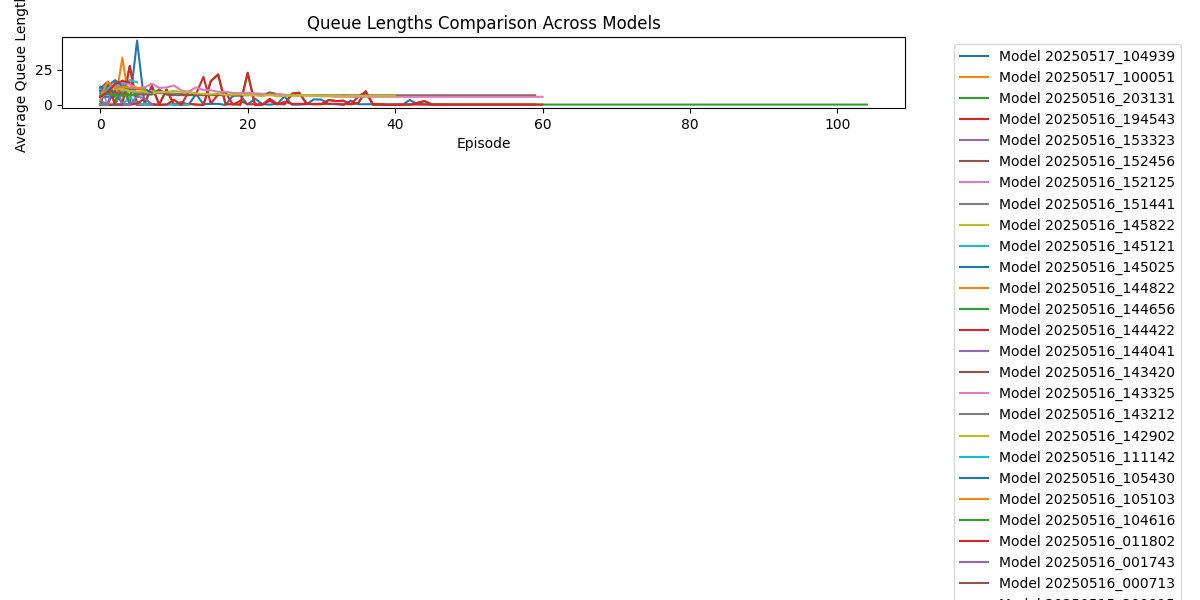 Queue Lengths Comparison Across Models
Average Queue Length
25
0
0
20
40
60
80
100
Episode
Model 20250517_104939
Model 20250517_100051
Model 20250516_203131
Model 20250516_194543
Model 20250516_153323
Model 20250516_152456
Model 20250516_152125
Model 20250516_151441
Model 20250516_145822
Model 20250516_145121
Model 20250516_145025
Model 20250516_144822
Model 20250516_144656
Model 20250516_144422
Model 20250516_144041
Model 20250516_143420
Model 20250516_143325
Model 20250516_143212
Model 20250516_142902
Model 20250516_111142
Model 20250516_105430
Model 20250516_105103
Model 20250516_104616
Model 20250516_011802
Model 20250516_001743
Model 20250516_000713